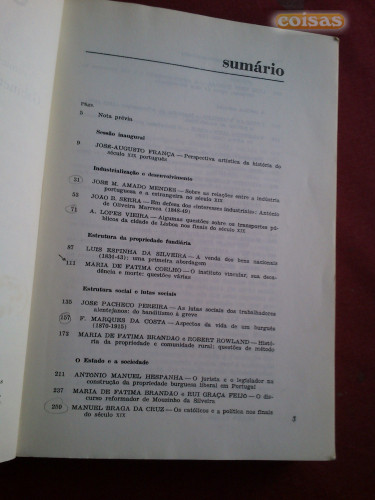 coisas
sumário
Page
5 Nota prévia
Sessão inaugural
9 JOSÉ-AUGUSTO FRANÇA — Perspectiva artística da história do
século XIX português
Industrialização e desenvolvimento
31 JOSÉ M. AMADO MENDES — Sobre as relações entre a indústria
portuguesa e a estrangeira no século XIX
53 JOÃO B. SERRA — Em defesa dos «interesses industriais»: António
de Oliveira Marreca (1848-49)
71 A. LOPES VIEIRA — Algumas questões sobre os transportes públicos
da cidade de Lisboa nos finais do século XIX
Estrutura da propriedade fundiária
87 LUÍS ESPINHA DA SILVEIRA — A venda dos bens nacionais
(1834-43): uma primeira abordagem
111 MARIA DE FÁTIMA COELHO — O instituto vincular, sua decadência
e morte: questões várias
Estrutura social e lutas sociais
135 JOSÉ PACHECO PEREIRA — As lutas sociais dos trabalhadores
alentejanos: do banditismo à greve
157 F. MARQUES DA COSTA — Aspectos da vida de um burguês
(1876-1915)
173 MARIA DE FÁTIMA BRANDÃO e ROBERT ROWLAND — História
da propriedade e comunidade rural: questões de método
O Estado e a sociedade
211 ANTÓNIO MANUEL HESPANHA — O jurista e o legislador na
construção da propriedade burguesa liberal em Portugal
237 MARIA DE FÁTIMA BRANDÃO e RUI GRAÇA FEIJÓ — O discurso
reformador de Mouzinho da Silveira
259 MANUEL BRAGA DA CRUZ — Os católicos e a política nos finais
do século XIX